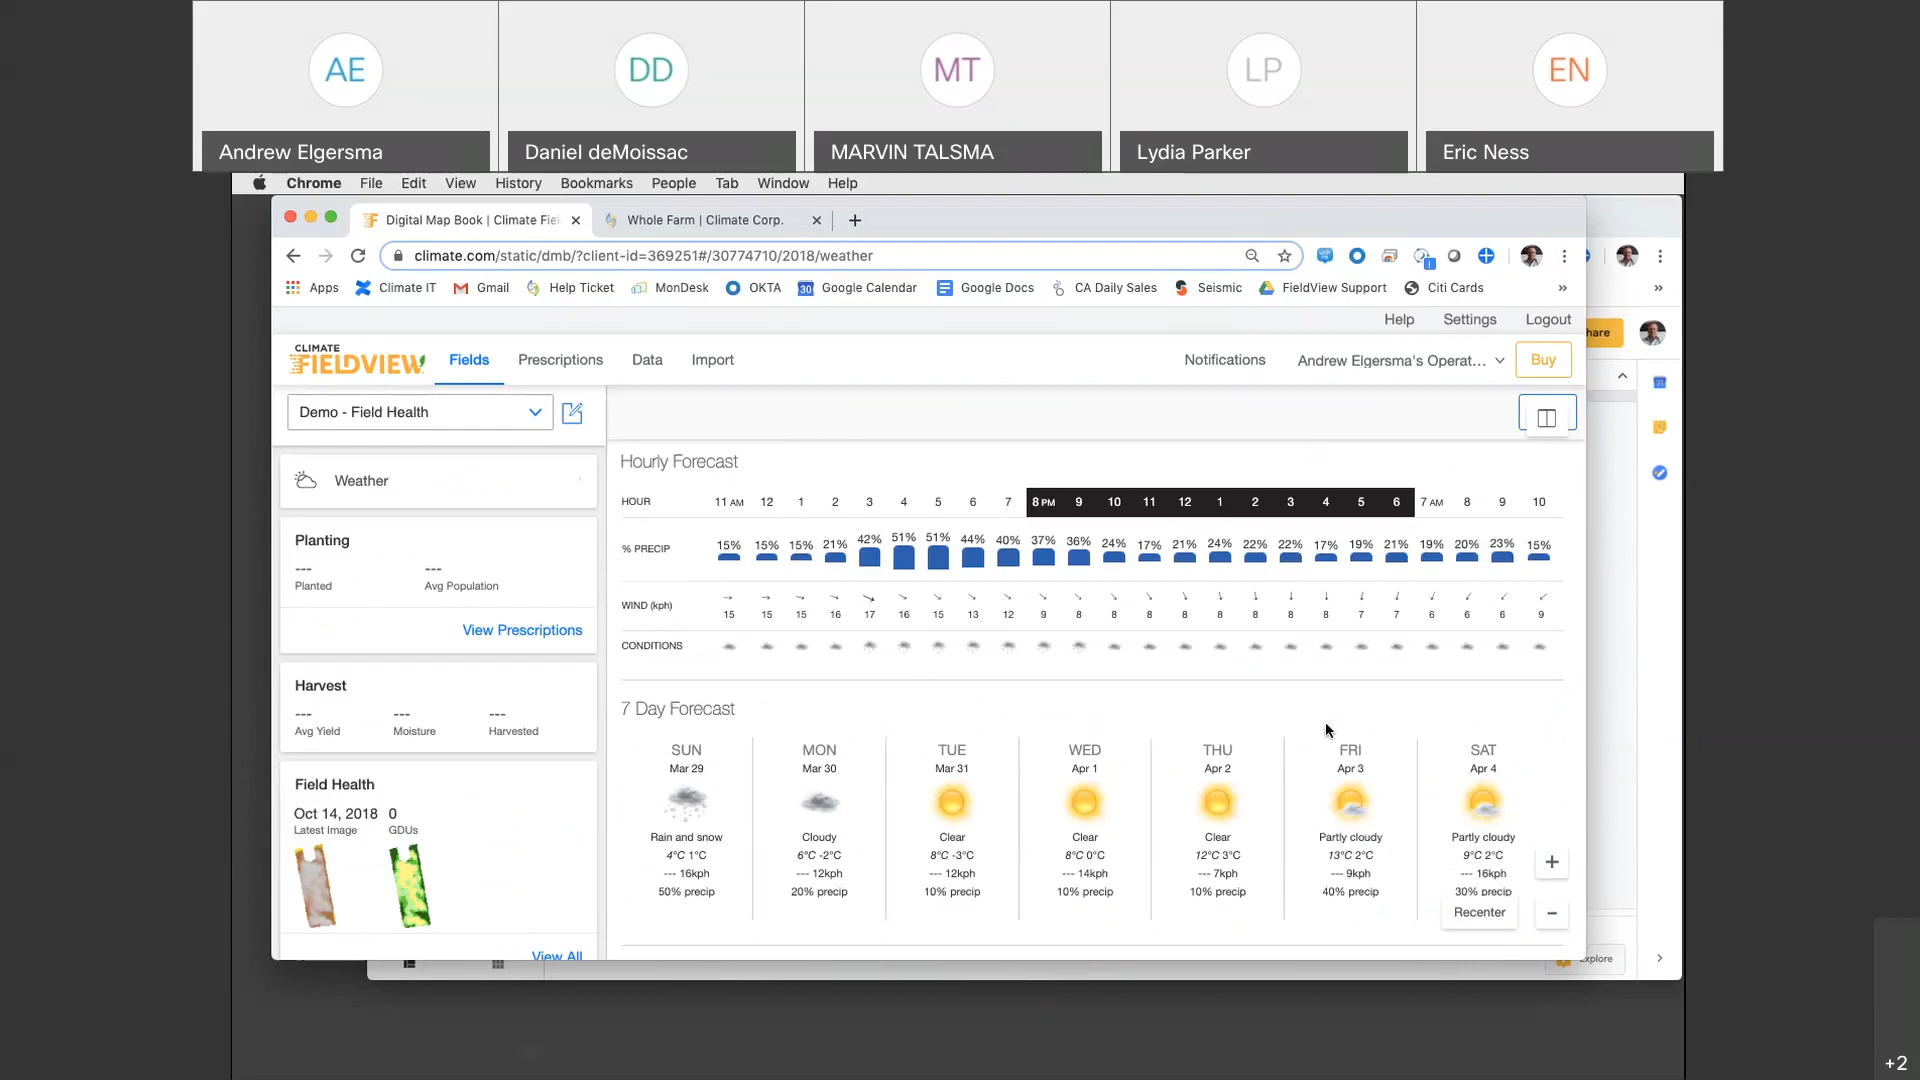 AE DD MT LP EN
Andrew Elgersma Daniel deMoissac MARVIN TALSMA Lydia Parker Eric Ness
Chrome File Edit View History Bookmarks People Tab Window Help
Digital Map Book | Climate Fie Whole Farm | Climate Corp.
climate.com/static/dmb/?client-id=369251#/30774710/2018/weather
Apps Climate IT Gmail Help Ticket MonDesk OKTA 30 Google Calendar Google Docs CA Daily Sales Seismic FieldView Support Citi Cards »
»
Help Settings Logout
hare
CLIMATE
FIELDVIEW
Fields Prescriptions Data Import Notifications Andrew Elgersma's Operat... Buy
Demo - Field Health
Weather
Planting
--- ---
Planted Avg Population
View Prescriptions
Harvest
--- --- ---
Avg Yield Moisture Harvested
Field Health
Oct 14, 2018 0
Latest Image GDUs
View All
Hourly Forecast
HOUR 11 AM 12 1 2 3 4 5 6 7 8 PM 9 10 11 12 1 2 3 4 5 6 7 AM 8 9 10
% PRECIP 15% 15% 15% 21% 42% 51% 51% 44% 40% 37% 36% 24% 17% 21% 24% 22% 22% 17% 19% 21% 19% 20% 23% 15%
WIND (kph) 15 15 15 16 17 16 15 13 12 9 8 8 8 8 8 8 8 8 7 7 6 6 6 9
CONDITIONS
7 Day Forecast
SUN MON TUE WED THU FRI SAT
Mar 29 Mar 30 Mar 31 Apr 1 Apr 2 Apr 3 Apr 4
Rain and snow Cloudy Clear Clear Clear Partly cloudy Partly cloudy
4°C 1°C 6°C -2°C 8°C -3°C 8°C 0°C 12°C 3°C 13°C 2°C 9°C 2°C
--- 16kph --- 12kph --- 12kph --- 14kph --- 7kph --- 9kph --- 16kph
50% precip 20% precip 10% precip 10% precip 10% precip 40% precip 30% precip
Recenter
xplore
+2